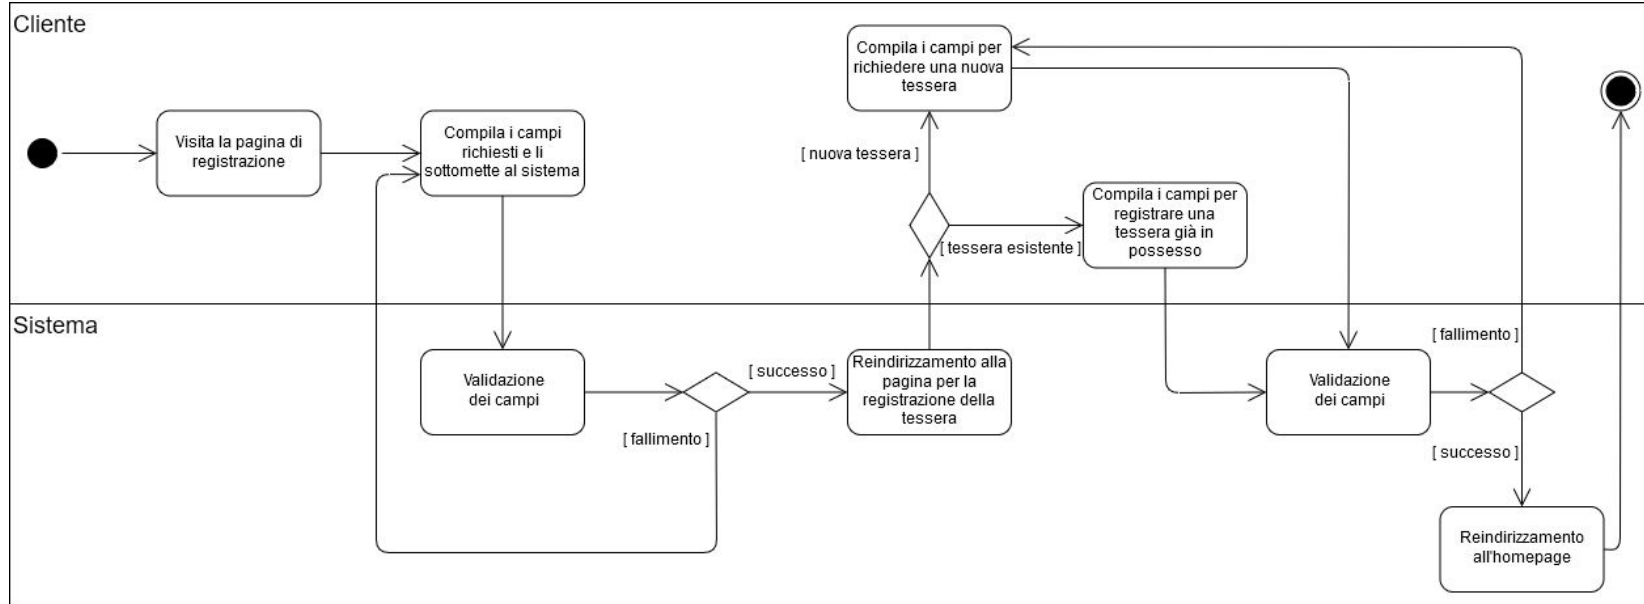 Cliente
Visita la pagina di
registrazione
Compila i campi
richiesti e li
sottomette al sistema
Compila i campi per
richiedere una nuova
tessera
[ nuova tessera ]
[ tessera esistente ]
Compila i campi per
registrare una
tessera già in
possesso
Sistema
Validazione
dei campi
[ successo ]
[ fallimento ]
Reindirizzamento alla
pagina per la
registrazione della
tessera
Validazione
dei campi
[ fallimento ]
[ successo ]
Reindirizzamento
all'homepage